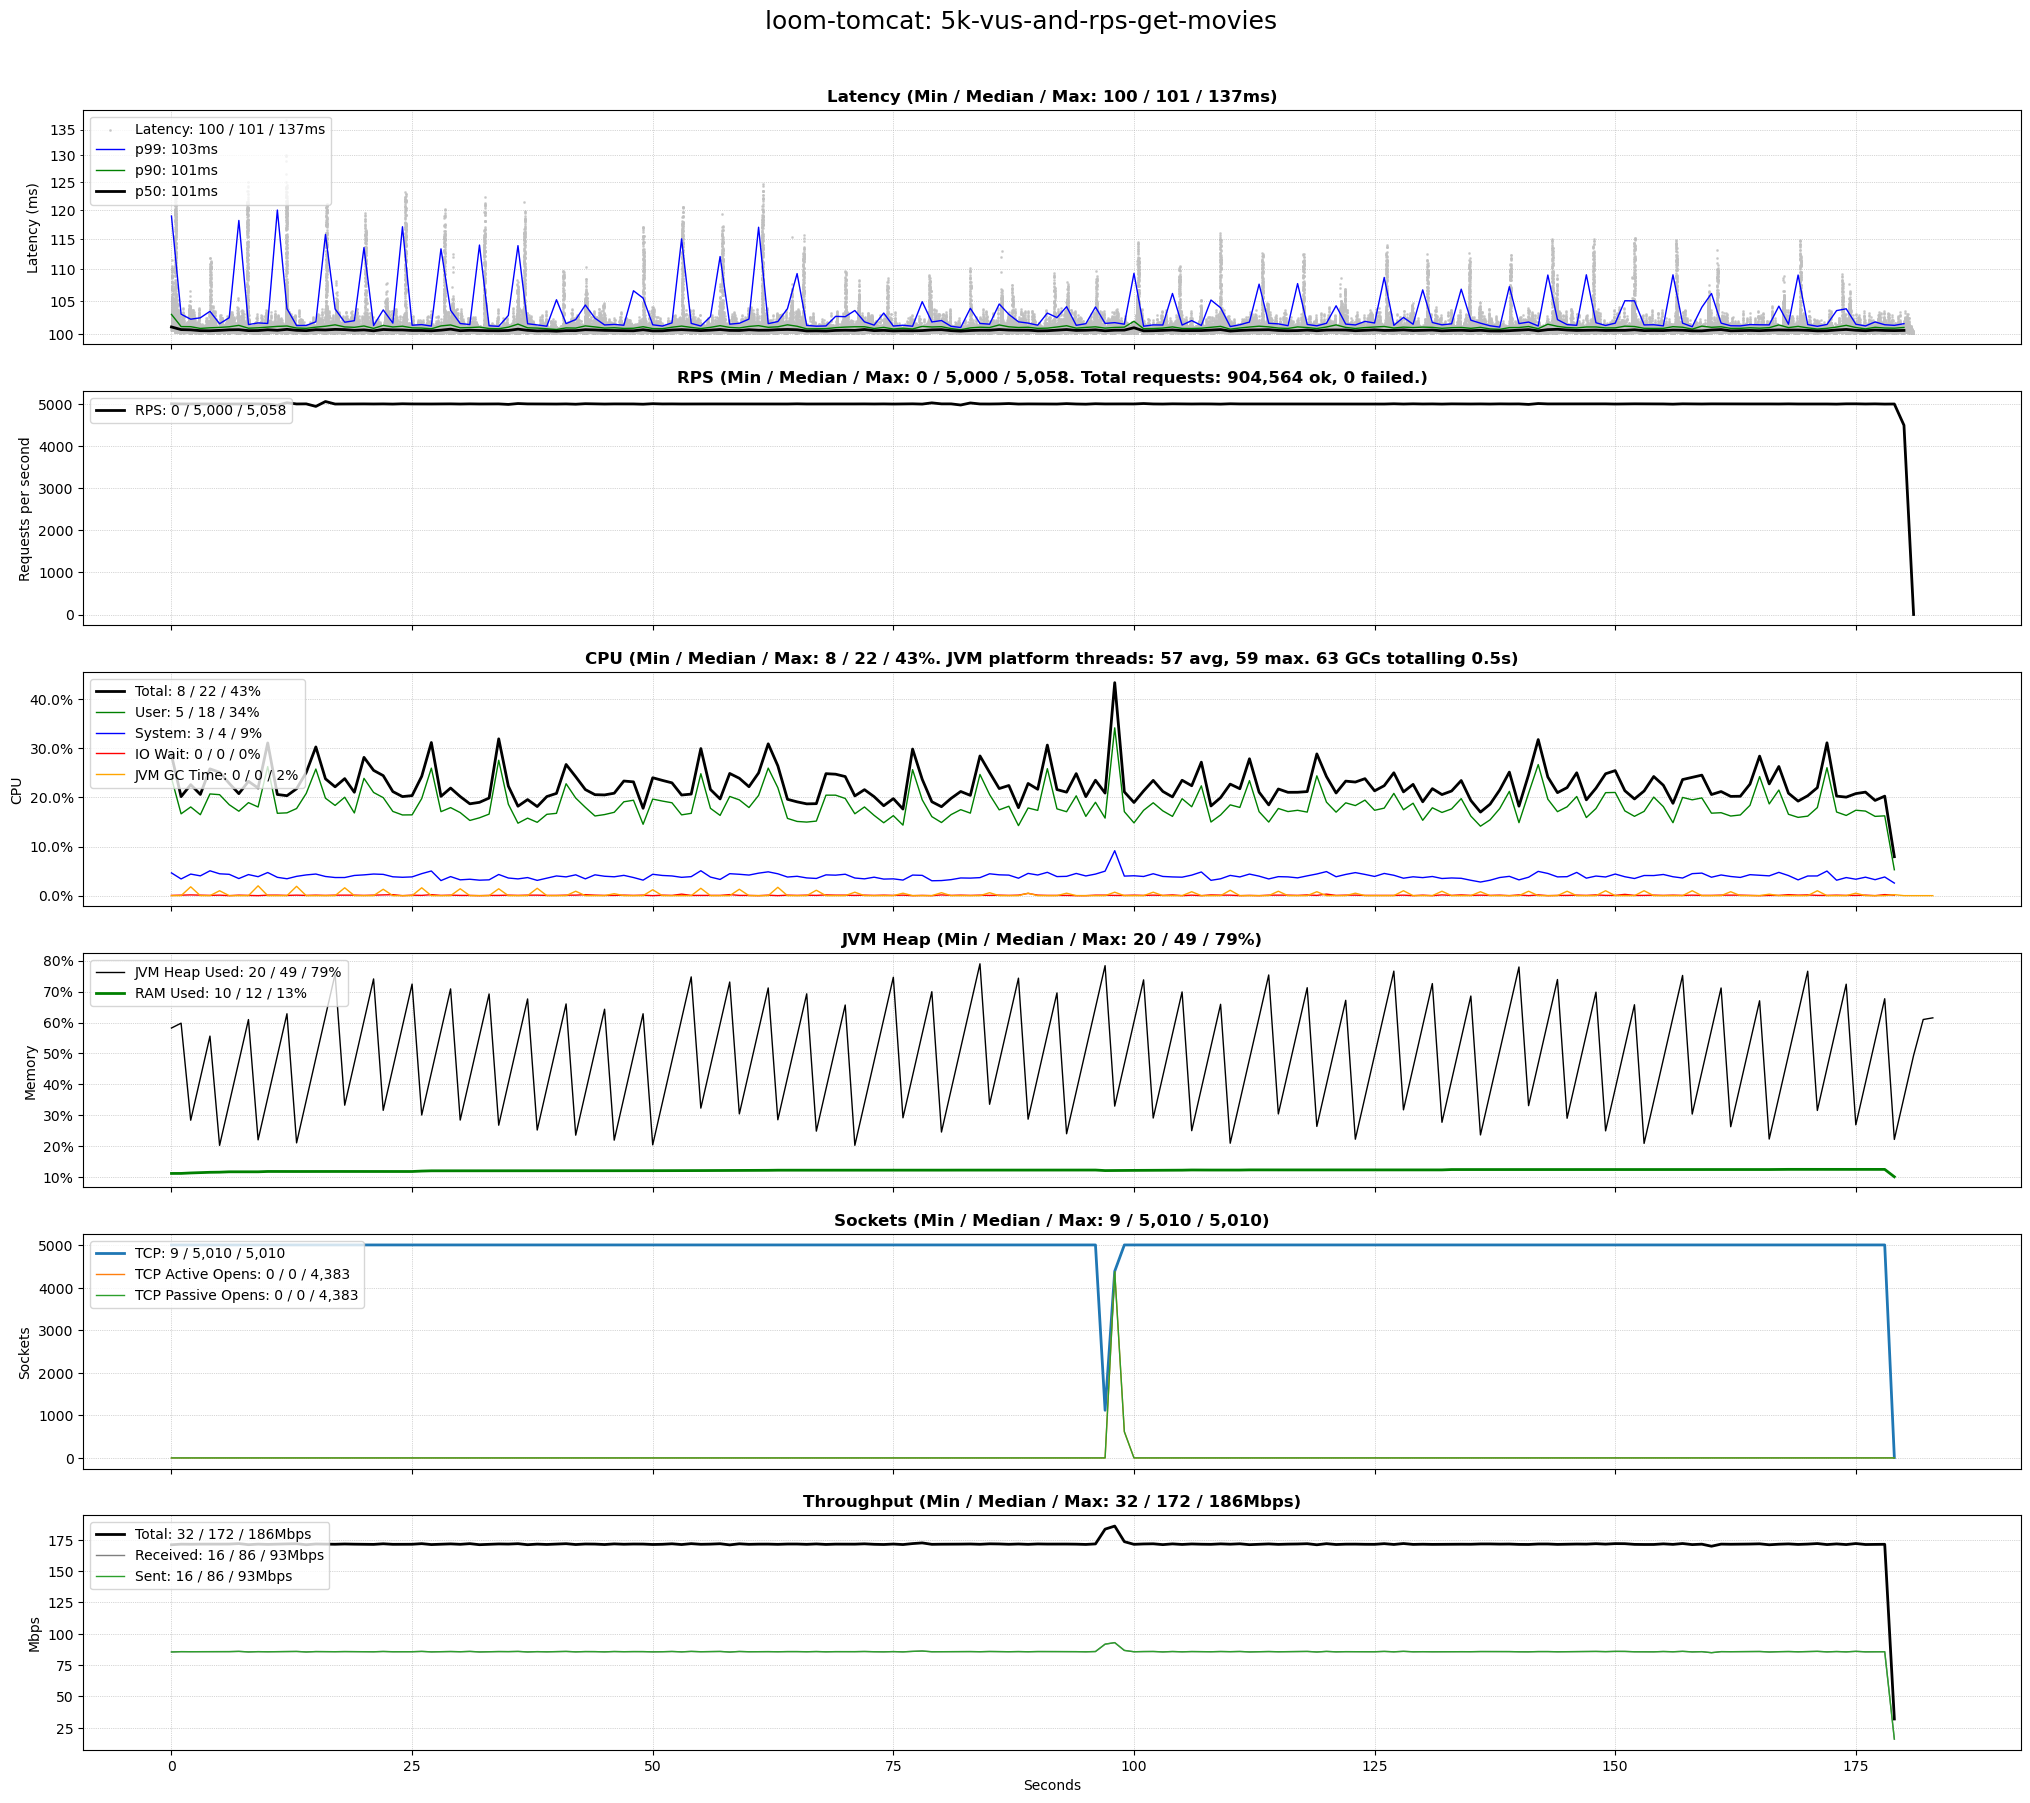 loom-tomcat: 5k-vus-and-rps-get-movies
Latency (Min / Median / Max: 100 / 101 / 137ms)
Latency (ms)
135
130
125
120
115
110
105
100
Latency: 100 / 101 / 137ms
p99: 103ms
p90: 101ms
p50: 101ms
RPS (Min / Median / Max: 0 / 5,000 / 5,058. Total requests: 904,564 ok, 0 failed.)
Requests per second
5000
4000
3000
2000
1000
0
RPS: 0 / 5,000 / 5,058
CPU (Min / Median / Max: 8 / 22 / 43%. JVM platform threads: 57 avg, 59 max. 63 GCs totalling 0.5s)
CPU
40.0%
30.0%
20.0%
10.0%
0.0%
Total: 8 / 22 / 43%
User: 5 / 18 / 34%
System: 3 / 4 / 9%
IO Wait: 0 / 0 / 0%
JVM GC Time: 0 / 0 / 2%
JVM Heap (Min / Median / Max: 20 / 49 / 79%)
Memory
80%
70%
60%
50%
40%
30%
20%
10%
JVM Heap Used: 20 / 49 / 79%
RAM Used: 10 / 12 / 13%
Sockets (Min / Median / Max: 9 / 5,010 / 5,010)
Sockets
5000
4000
3000
2000
1000
0
TCP: 9 / 5,010 / 5,010
TCP Active Opens: 0 / 0 / 4,383
TCP Passive Opens: 0 / 0 / 4,383
Throughput (Min / Median / Max: 32 / 172 / 186Mbps)
Mbps
175
150
125
100
75
50
25
Total: 32 / 172 / 186Mbps
Received: 16 / 86 / 93Mbps
Sent: 16 / 86 / 93Mbps
0
25
50
75
100
125
150
175
Seconds